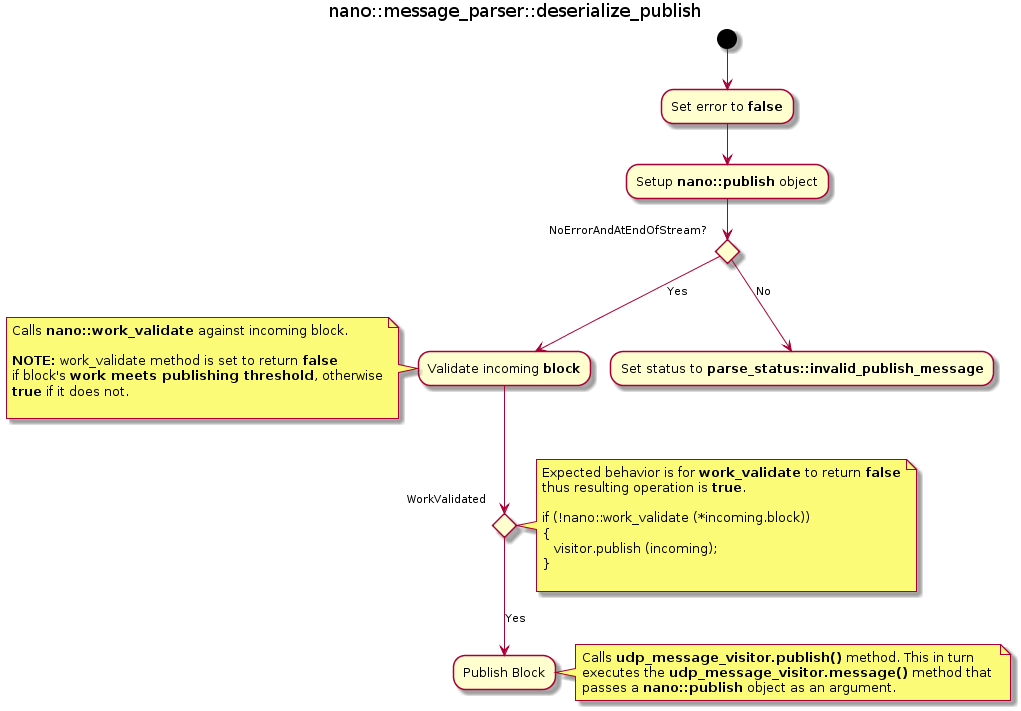 nano::message_parser::deserialize_publish
Set error to false
Setup nano::publish object
NoErrorAndAtEndOfStream?
Yes
No
Calls nano::work_validate against incoming block.
NOTE: work_validate method is set to return false
if block's work meets publishing threshold, otherwise
true if it does not.
Validate incoming block
Set status to parse_status::invalid_publish_message
WorkValidated
Expected behavior is for work_validate to return false
thus resulting operation is true.
if (!nano::work_validate (*incoming.block))
{
visitor.publish (incoming);
}
Yes
Publish Block
Calls udp_message_visitor.publish() method. This in turn
executes the udp_message_visitor.message() method that
passes a nano::publish object as an argument.